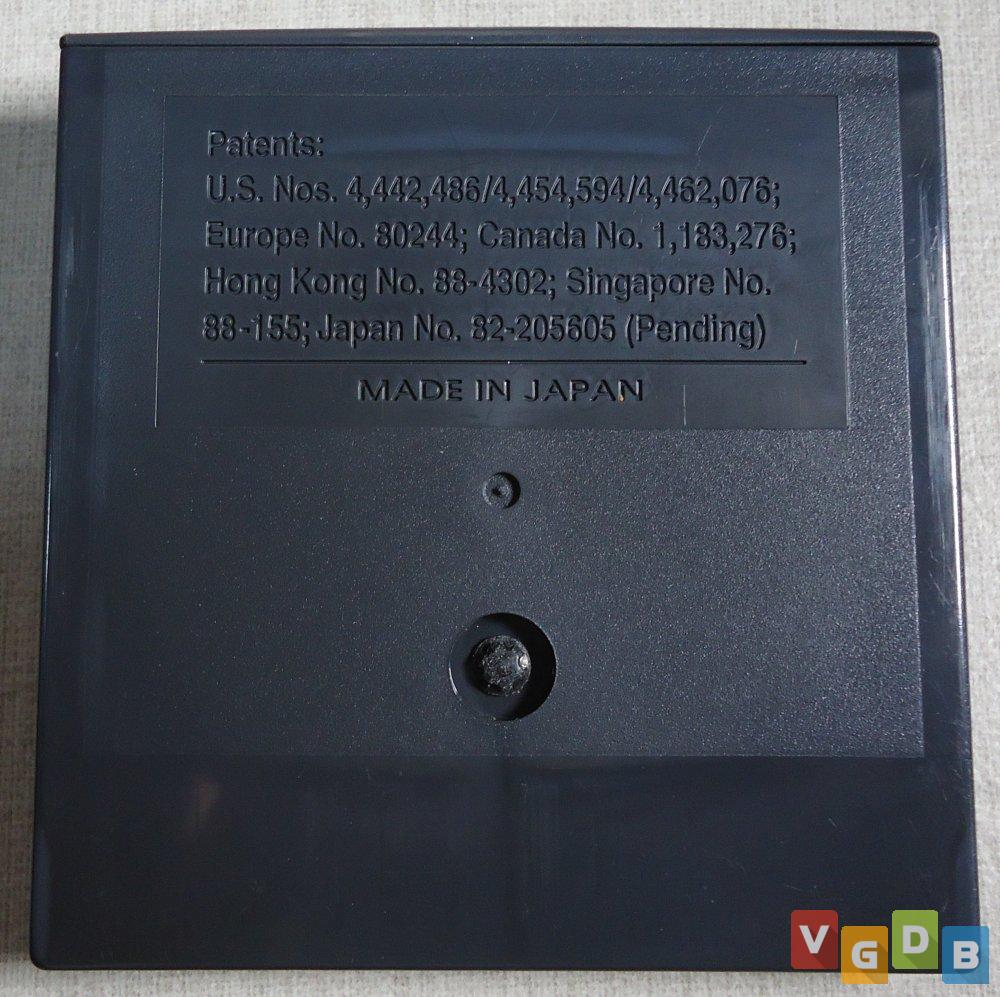 Patents:
U.S. Nos. 4,442,486/4,454,594/4,462,076;
Europe No. 80244; Canada No. 1,183,276;
Hong Kong No. 88-4302; Singapore No.
88-155; Japan No. 82-205605 (Pending)
MADE IN JAPAN
VGDB